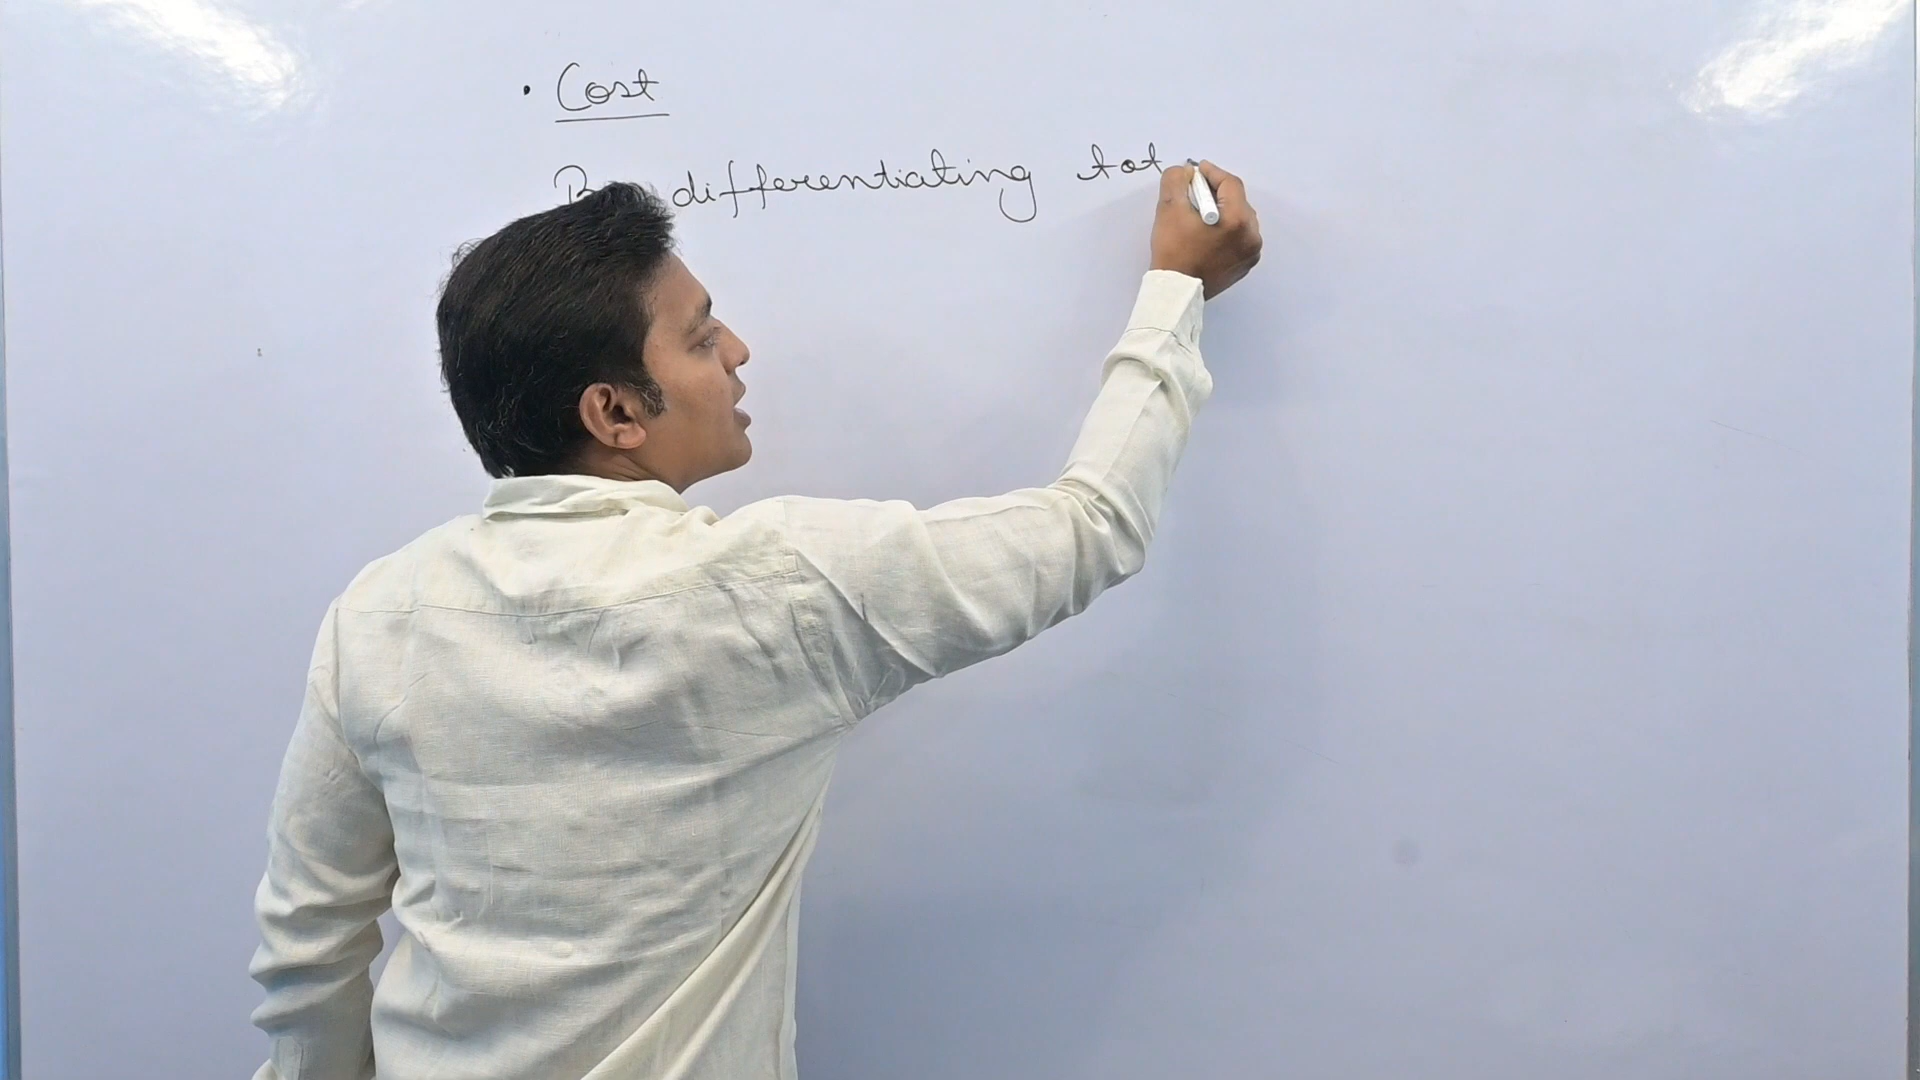 • Cost
differentiating tot